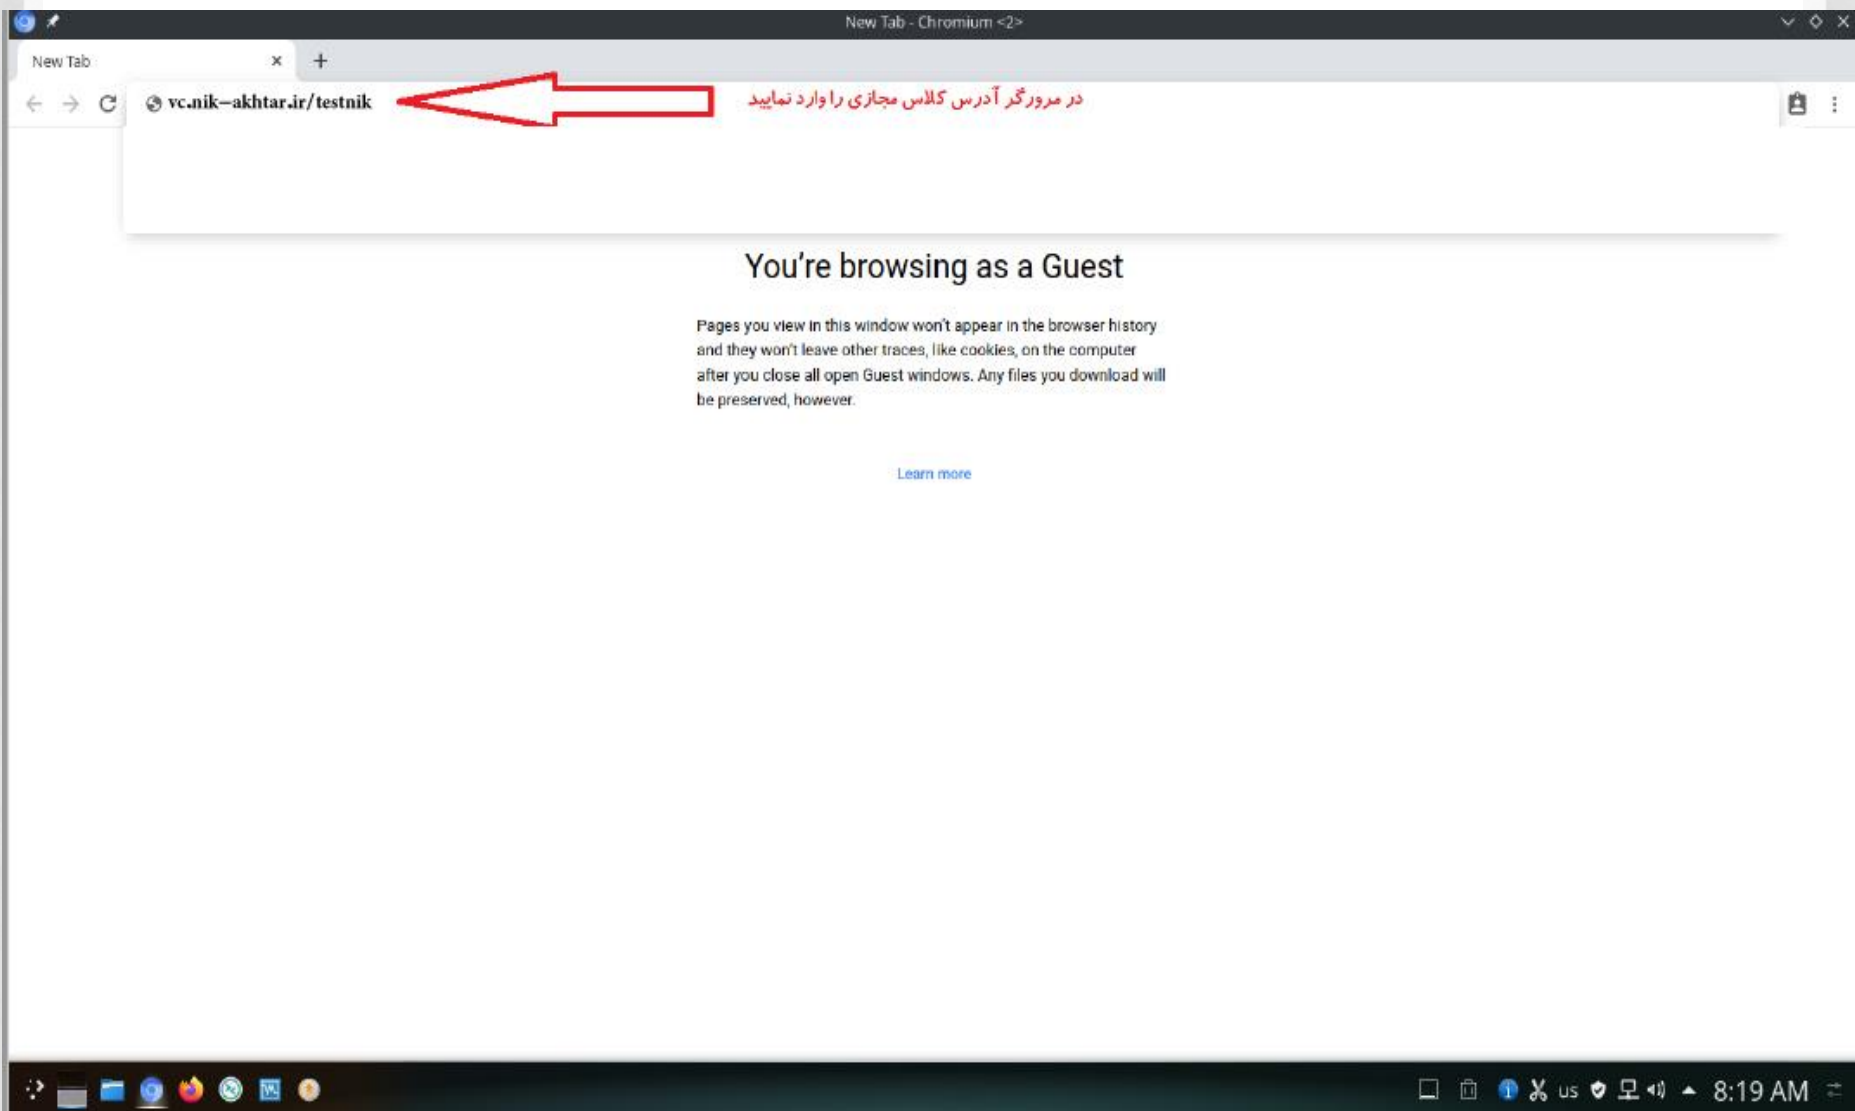 New Tab - Chromium <2>
New Tab
vc.nik–akhtar.ir/testnik
در مرورگر آدرس کلاس مجازی را وارد نمایید
You're browsing as a Guest
Pages you view in this window won't appear in the browser history
and they won't leave other traces, like cookies, on the computer
after you close all open Guest windows. Any files you download will
be preserved, however.
Learn more
us
8:19 AM